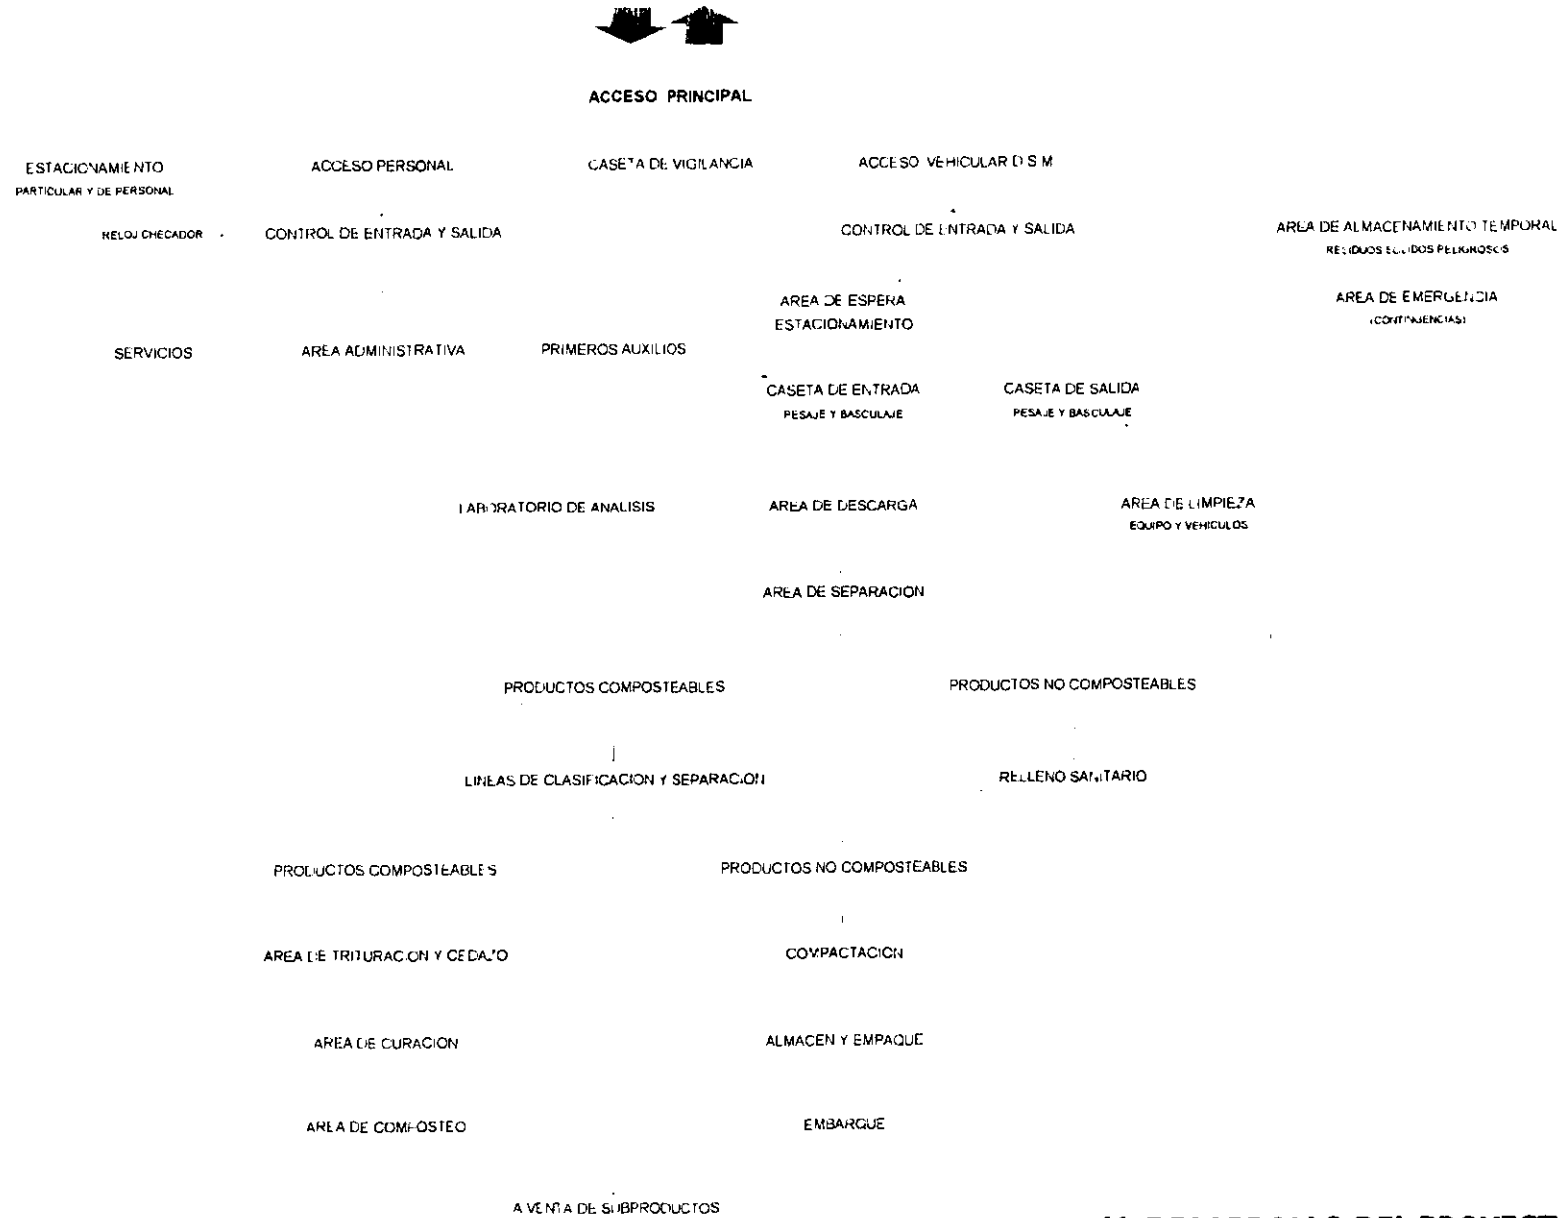 ACCESO PRINCIPAL
ESTACIONAMIENTO
PARTICULAR Y DE PERSONAL
ACCESO PERSONAL
CASETA DE VIGILANCIA
ACCESO VEHICULAR D S M
RELOJ CHECADOR
CONTROL DE ENTRADA Y SALIDA
CONTROL DE ENTRADA Y SALIDA
AREA DE ALMACENAMIENTO TEMPORAL
RESIDUOS SOLIDOS PELIGROSOS
AREA DE ESPERA
ESTACIONAMIENTO
AREA DE EMERGENCIA
(CONTINGENCIAS)
SERVICIOS
AREA ADMINISTRATIVA
PRIMEROS AUXILIOS
CASETA DE ENTRADA
PESAJE Y BASCULAJE
CASETA DE SALIDA
PESAJE Y BASCULAJE
LABORATORIO DE ANALISIS
AREA DE DESCARGA
AREA DE LIMPIEZA
EQUIPO Y VEHICULOS
AREA DE SEPARACION
PRODUCTOS COMPOSTEABLES
PRODUCTOS NO COMPOSTEABLES
LINEAS DE CLASIFICACION Y SEPARACION
RELLENO SANITARIO
PRODUCTOS COMPOSTEABLES
PRODUCTOS NO COMPOSTEABLES
AREA DE TRITURACION Y CEDAZO
COMPACTACION
AREA DE CURACION
ALMACEN Y EMPAQUE
AREA DE COMPOSTEO
EMBARQUE
A VENTA DE SUBPRODUCTOS